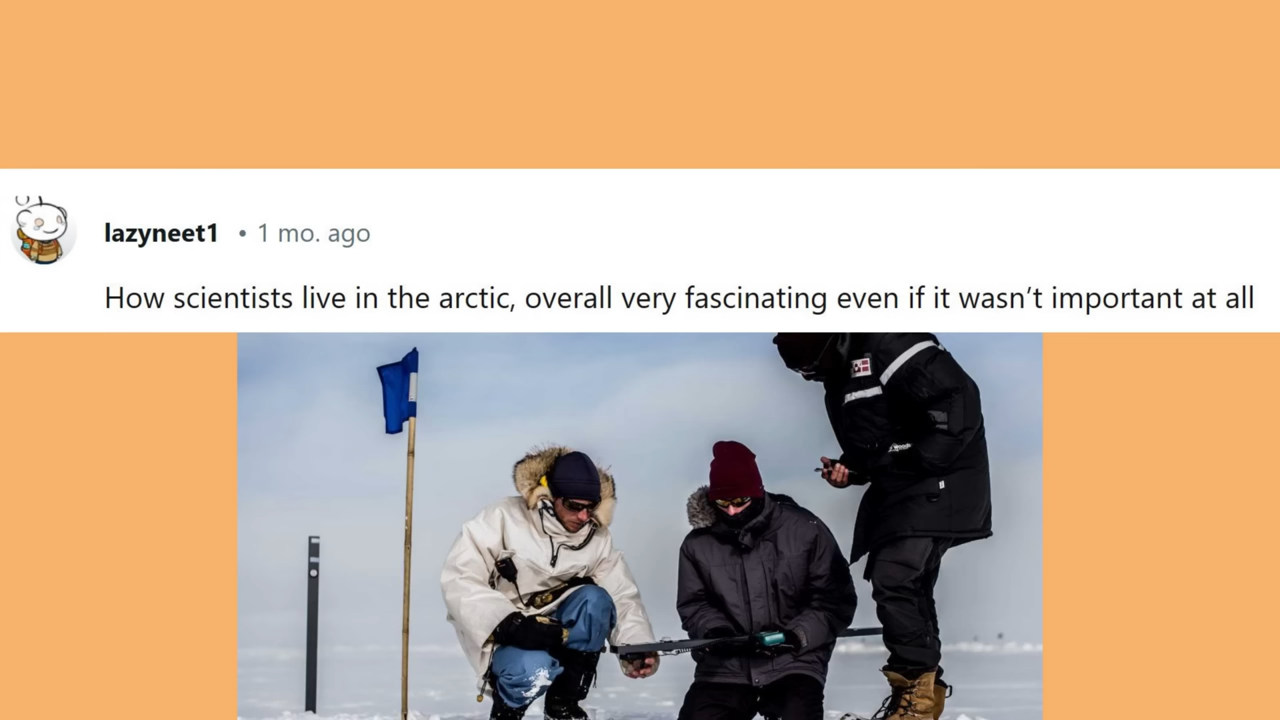 lazyneet1 • 1 mo. ago
How scientists live in the arctic, overall very fascinating even if it wasn’t important at all